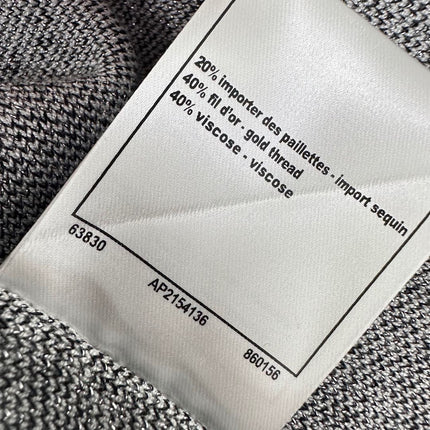 20% importer des paillettes - import sequin
40% fil d'or - gold thread
40% viscose - viscose
63830
AP2154136
860156